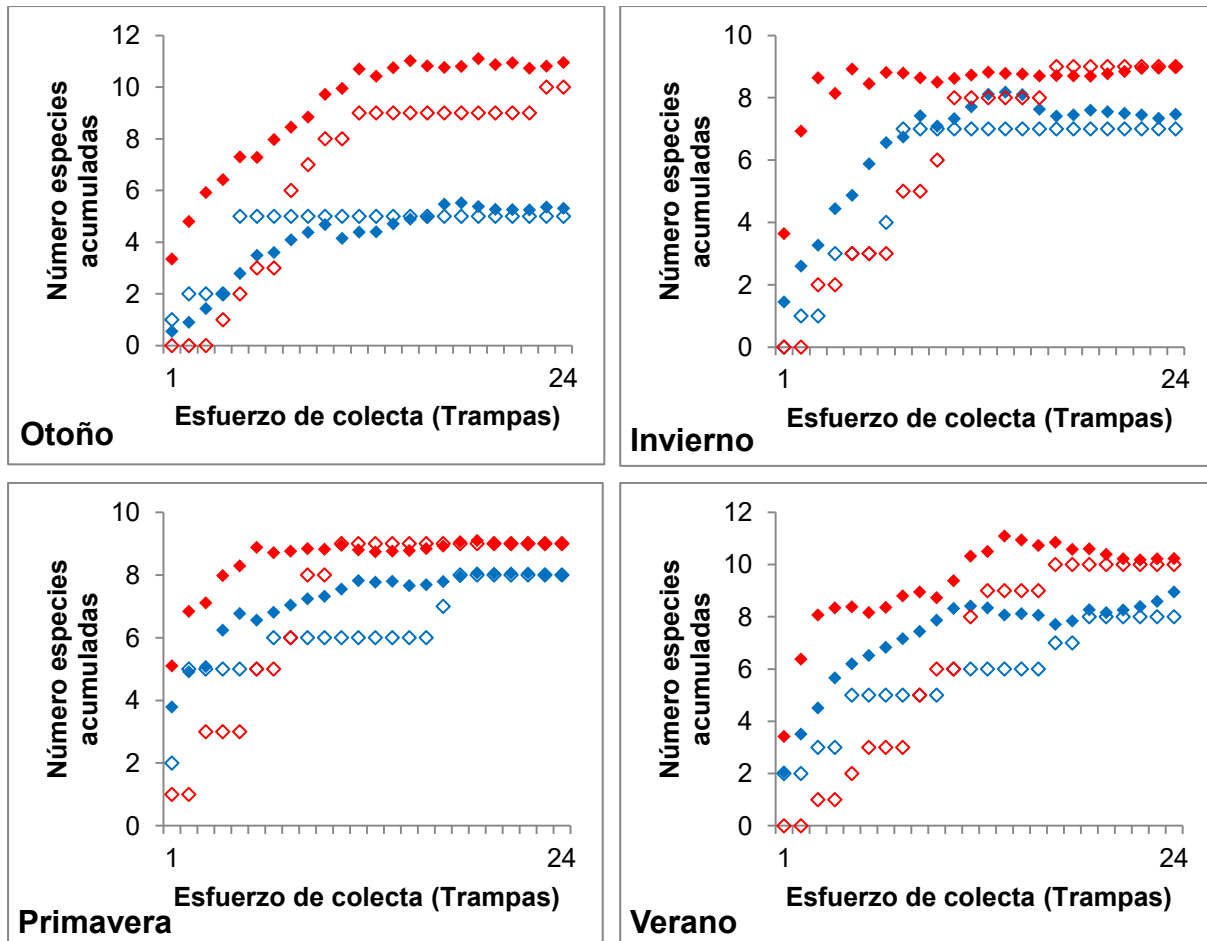 Número especies
acumuladas
12
10
8
6
4
2
0
1
24
Esfuerzo de colecta (Trampas)
Otoño
Número especies
acumuladas
10
8
6
4
2
0
1
24
Esfuerzo de colecta (Trampas)
Invierno
Número especies
acumuladas
10
8
6
4
2
0
1
24
Esfuerzo de colecta (Trampas)
Primavera
Número especies
acumuladas
12
10
8
6
4
2
0
1
24
Esfuerzo de colecta (Trampas)
Verano